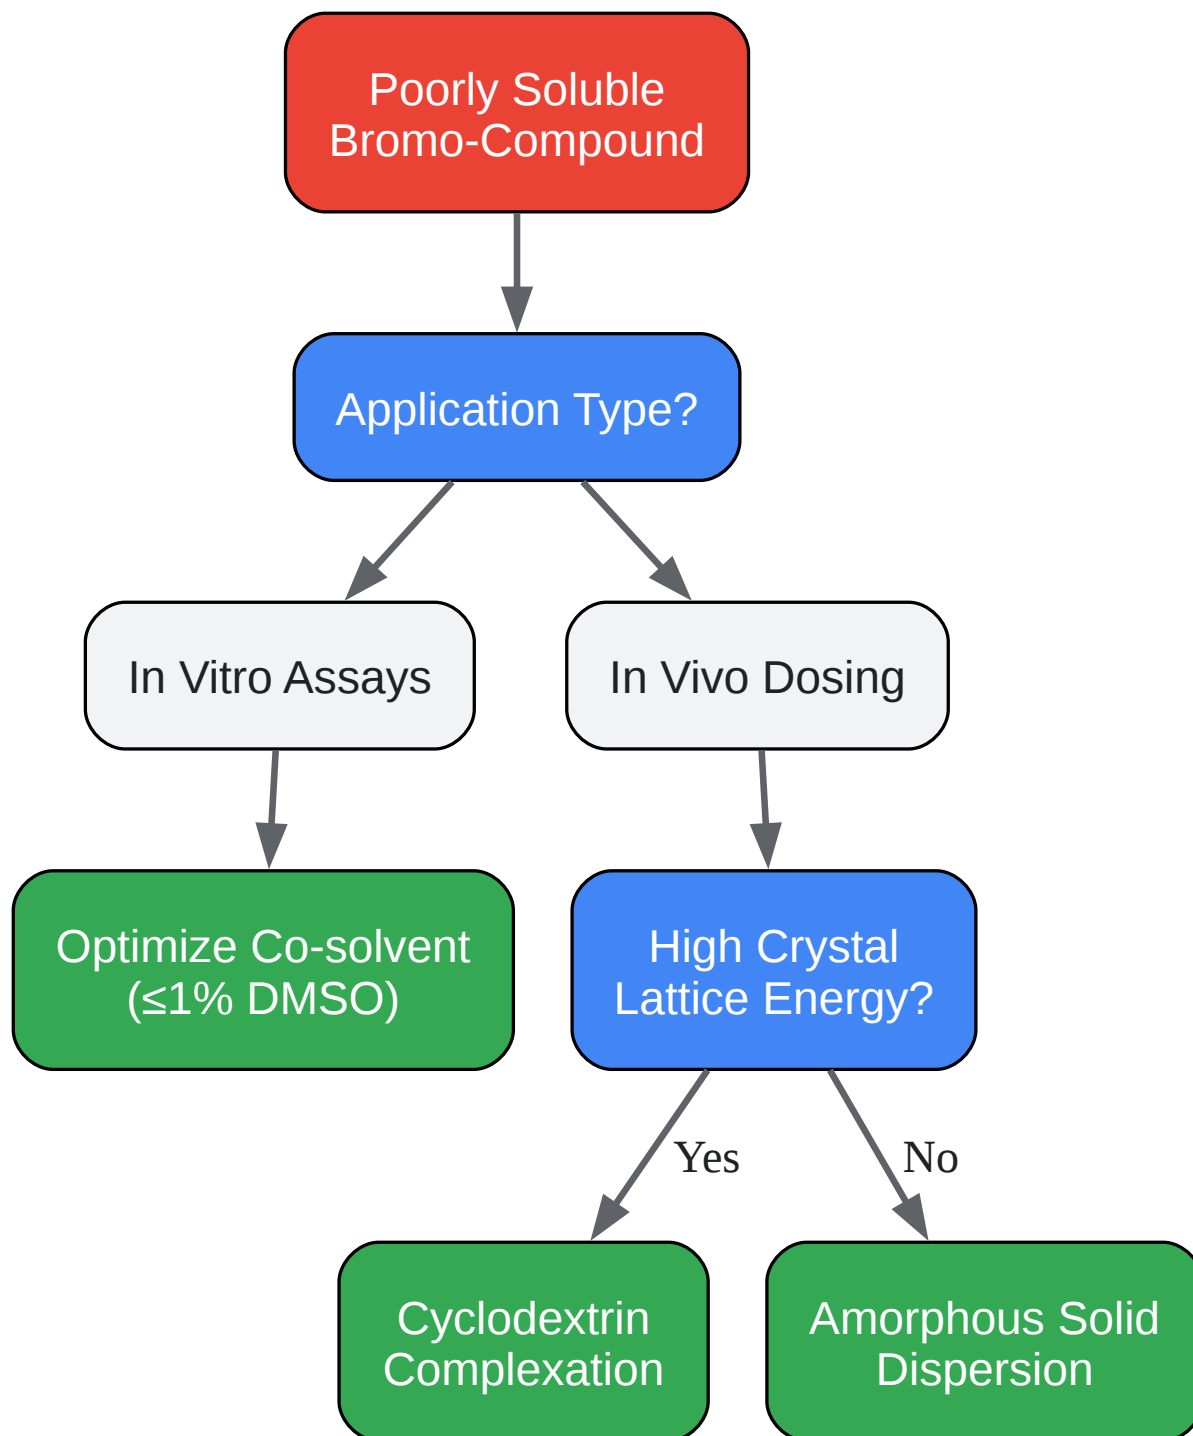 Poorly Soluble
Bromo-Compound
Application Type?
In Vitro Assays
In Vivo Dosing
Optimize Co-solvent
(≤1% DMSO)
High Crystal
Lattice Energy?
Yes
No
Cyclodextrin
Complexation
Amorphous Solid
Dispersion